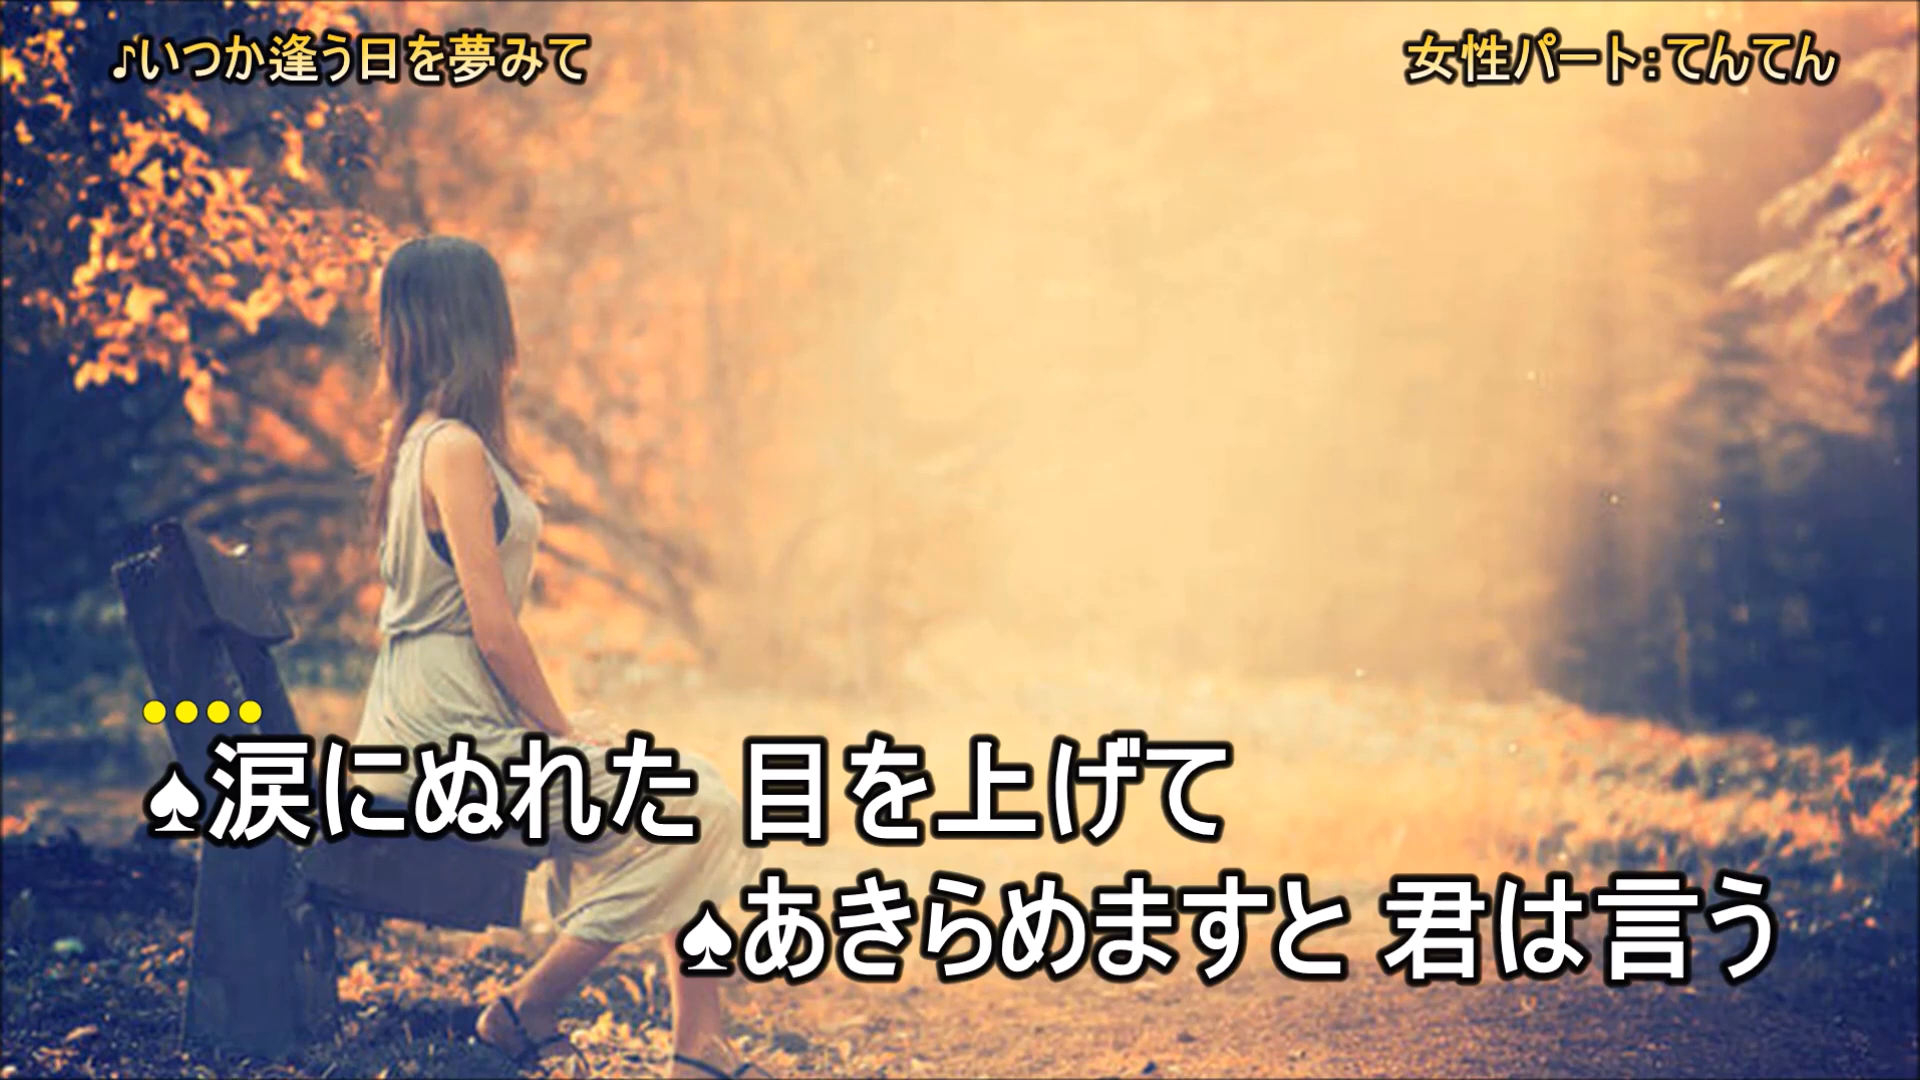 ♪いつか逢う日を夢みて
女性パート:てんてん
♠涙にぬれた 目を上げて
♠あきらめますと 君は言う